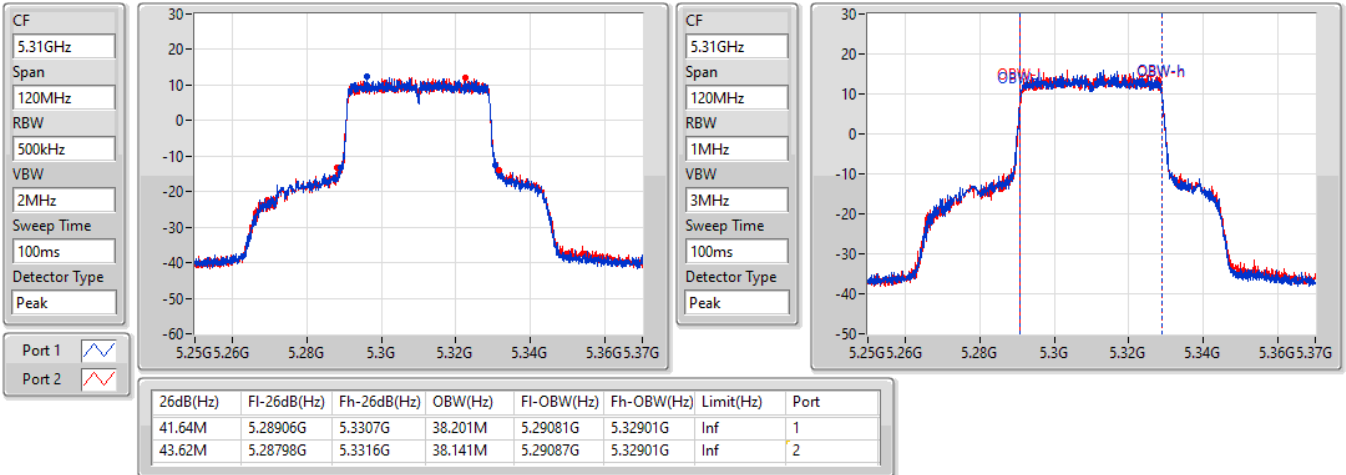 CF
5.31GHz
Span
120MHz
RBW
500kHz
VBW
2MHz
Sweep Time
100ms
Detector Type
Peak
Port 1
Port 2
30
20
10
0
-10
-20
-30
-40
-50
-60
5.25G 5.26G 5.28G 5.3G 5.32G 5.34G 5.36G 5.37G
CF
5.31GHz
Span
120MHz
RBW
1MHz
VBW
3MHz
Sweep Time
100ms
Detector Type
Peak
30
20
10
0
-10
-20
-30
-40
-50
OBW-l OBW-h
5.25G 5.26G 5.28G 5.3G 5.32G 5.34G 5.36G 5.37G
26dB(Hz) Fl-26dB(Hz) Fh-26dB(Hz) OBW(Hz) Fl-OBW(Hz) Fh-OBW(Hz) Limit(Hz) Port
41.64M 5.28906G 5.3307G 38.201M 5.29081G 5.32901G Inf 1
43.62M 5.28798G 5.3316G 38.141M 5.29087G 5.32901G Inf 2